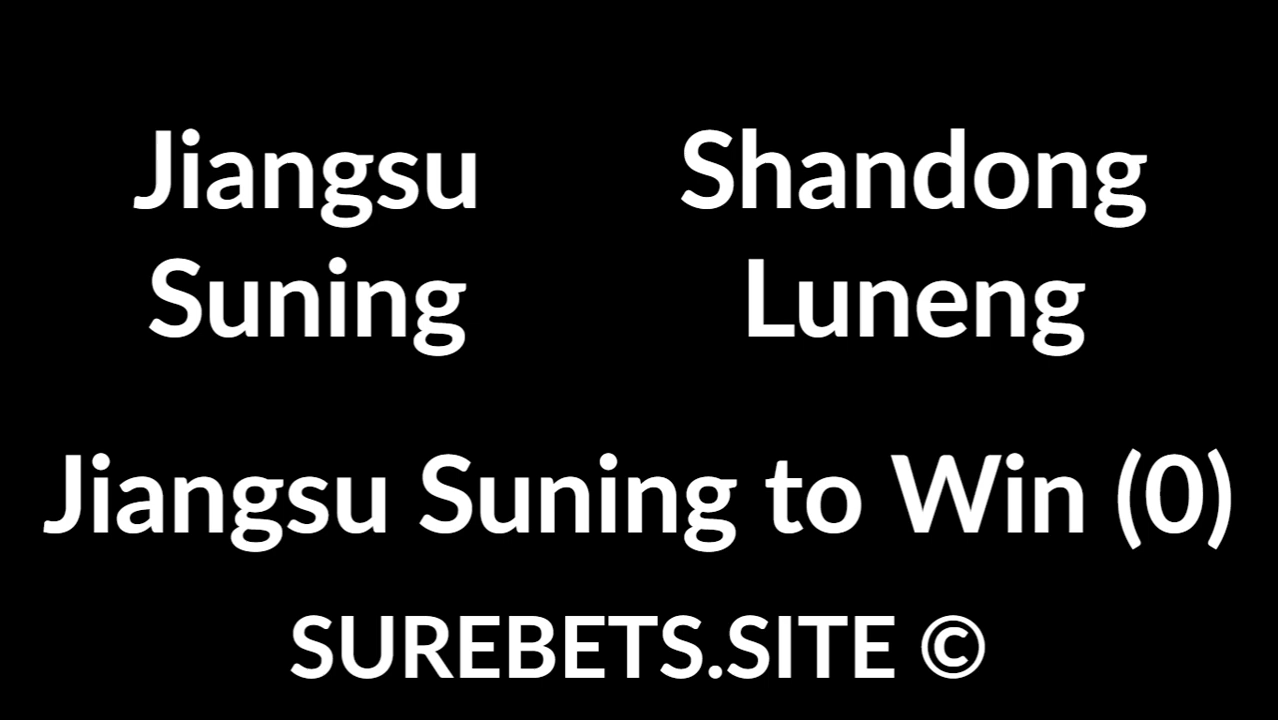 Jiangsu Suning
Shandong Luneng
Jiangsu Suning to Win (0)
SUREBETS.SITE ©